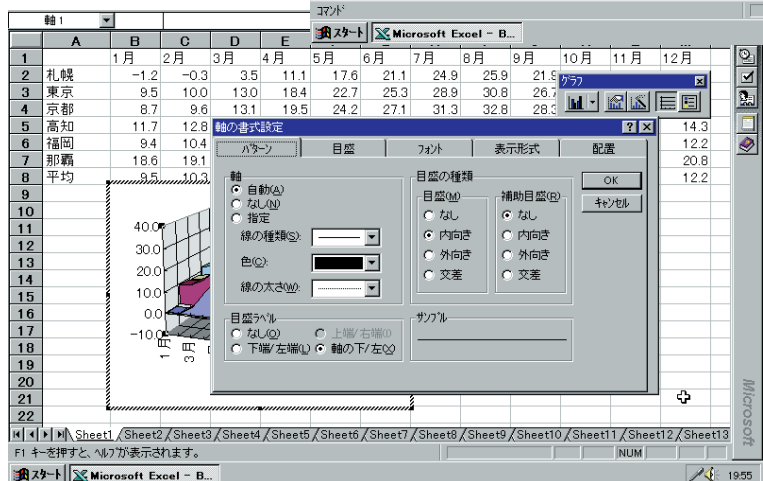 コマンド
軸 1
スタート Microsoft Excel - B...
A B C D E
1 1月 2月 3月 4月 5月 6月 7月 8月 9月 10月 11月 12月
2 札幌 -1.2 -0.3 3.5 11.1 17.6 21.1 24.9 25.9 21.9
グラフ
3 東京 9.5 10.0 13.0 18.4 22.7 25.3 28.9 30.8 26.7
4 京都 8.7 9.6 13.1 19.5 24.2 27.1 31.3 32.8 28.3
5 高知 11.7 12.8 14.3
6 福岡 9.4 10.4 12.2
7 那覇 18.6 19.1 20.8
8 平均 9.5 10.3 12.2
9
10
11
12
13
14
15
16
17
18
19
20
21
22
40.0
30.0
20.0
10.0
0.0
-10.0
1月
3月
軸の書式設定
パターン 目盛 フォント 表示形式 配置
軸
自動(A)
なし(N)
指定
線の種類(S):
色(C):
線の太さ(W):
目盛の種類
目盛(M)
なし
内向き
外向き
交差
補助目盛(R)
なし
内向き
外向き
交差
OK
キャンセル
目盛ラベル
なし(O) 上端/右端(I)
下端/左端(L) 軸の下/左(X)
サンプル
Microsoft
Sheet1 Sheet2 Sheet3 Sheet4 Sheet5 Sheet6 Sheet7 Sheet8 Sheet9 Sheet10 Sheet11 Sheet12 Sheet13
F1 キーを押すと、ヘルプが表示されます。 NUM
スタート Microsoft Excel - B... 19:55